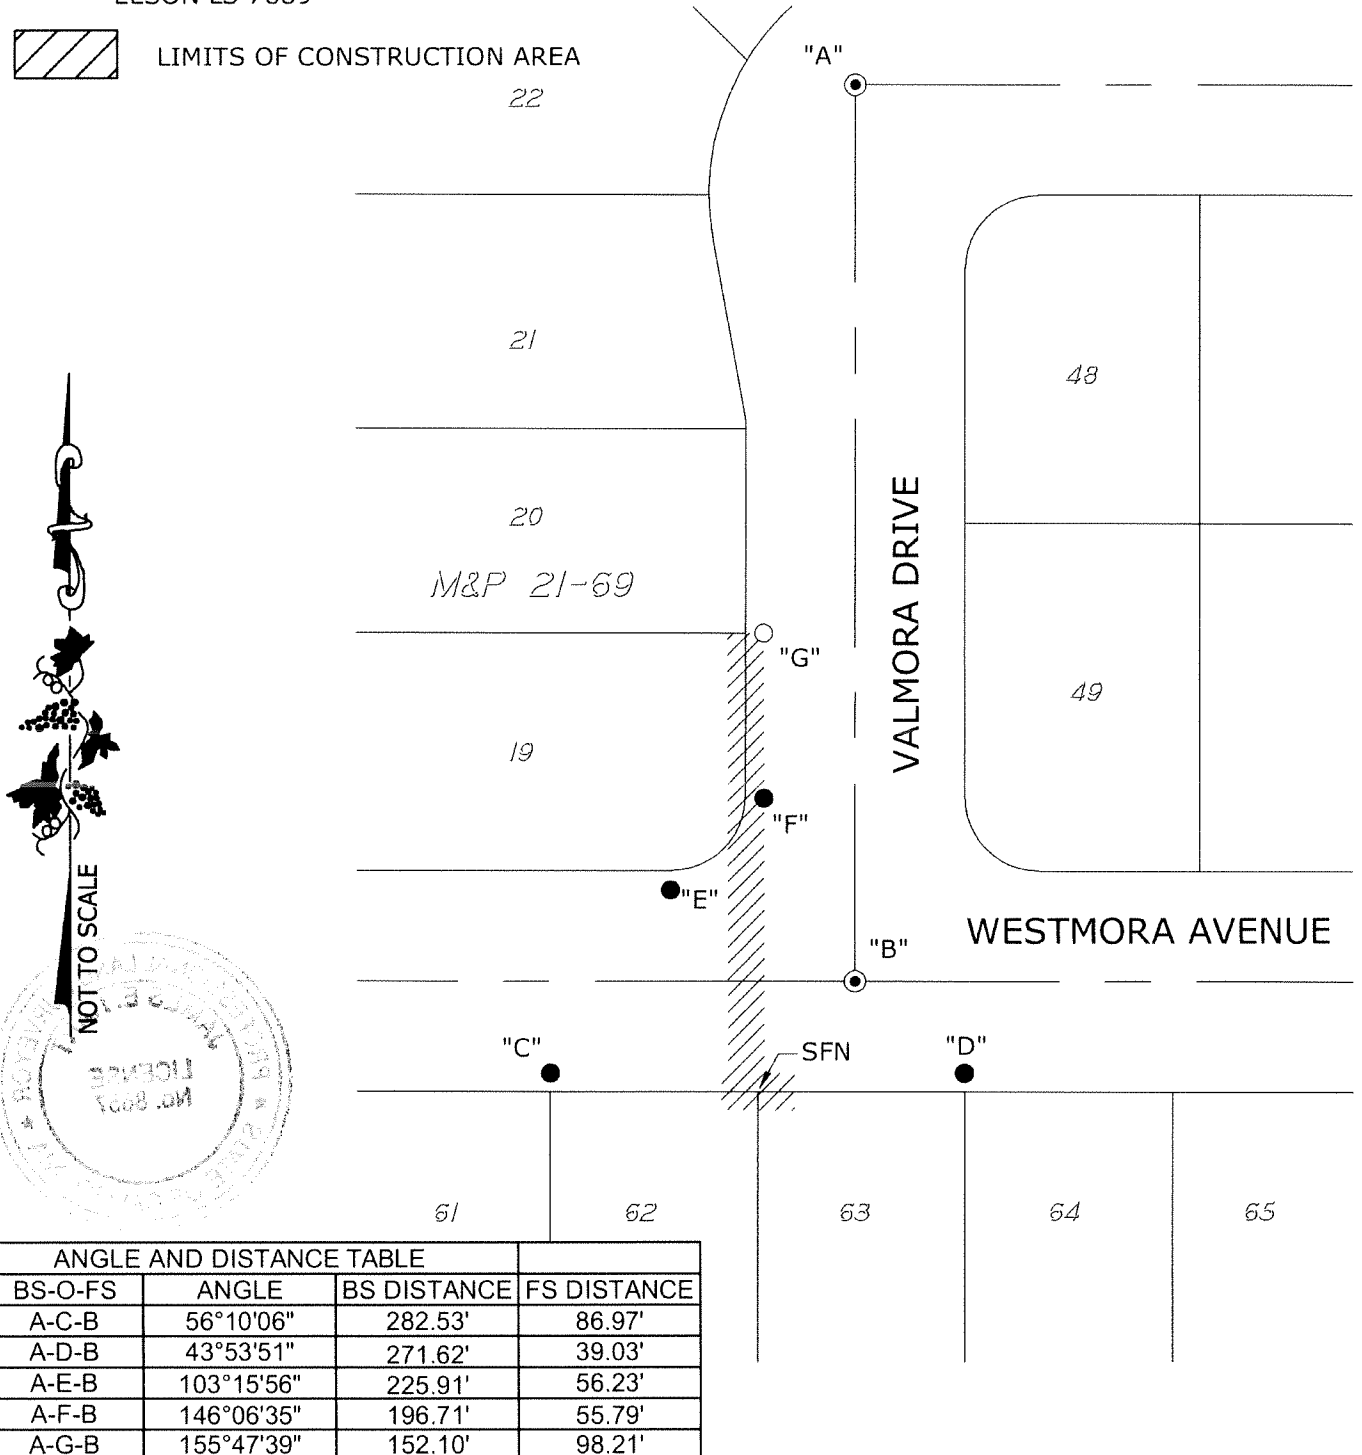 LIMITS OF CONSTRUCTION AREA
"A"
22
21
48
20
M&P 21-69
VALMORA DRIVE
"G"
49
19
"F"
"E"
NOT TO SCALE
"B"
WESTMORA AVENUE
"C"
SFN
"D"
LICENSE
61
62
63
64
65
ANGLE AND DISTANCE TABLE
BS-O-FS ANGLE BS DISTANCE FS DISTANCE
A-C-B 56°10'06" 282.53' 86.97'
A-D-B 43°53'51" 271.62' 39.03'
A-E-B 103°15'56" 225.91' 56.23'
A-F-B 146°06'35" 196.71' 55.79'
A-G-B 155°47'39" 152.10' 98.21'